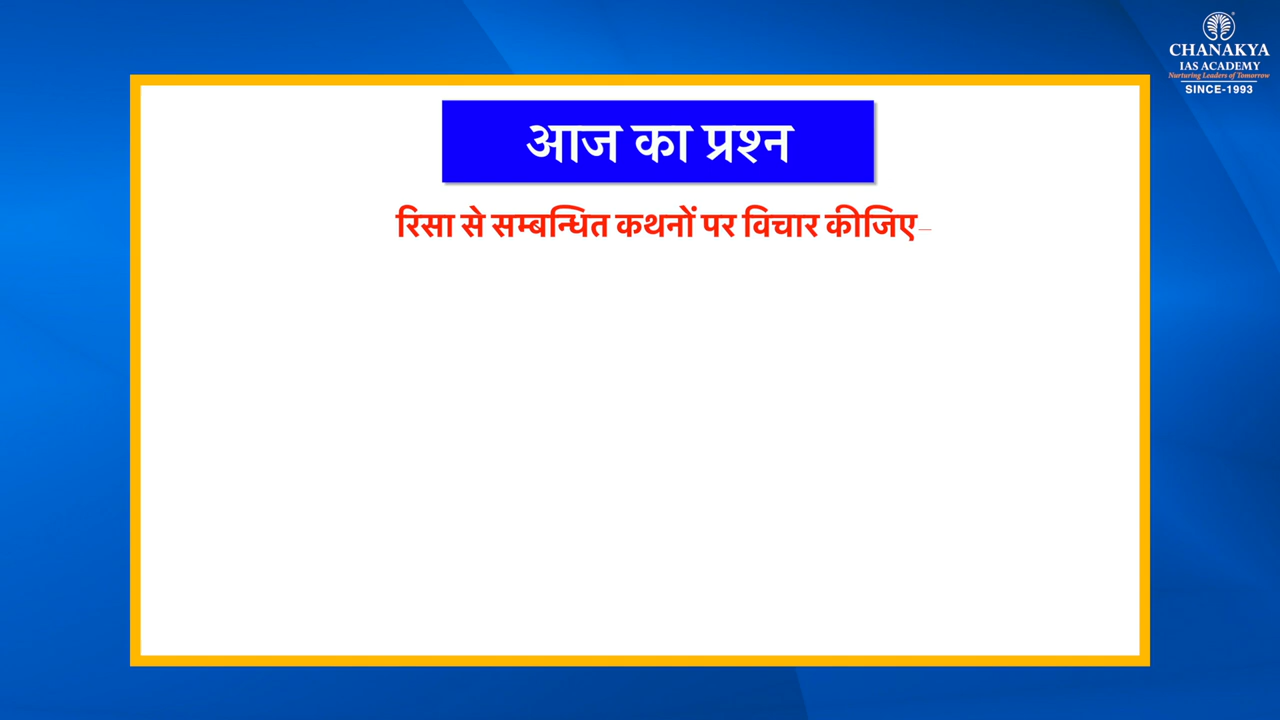 CHANAKYA
IAS ACADEMY
Nurturing Leaders of Tomorrow
SINCE-1993
आज का प्रश्न
रिसा से सम्बन्धित कथनों पर विचार कीजिए–